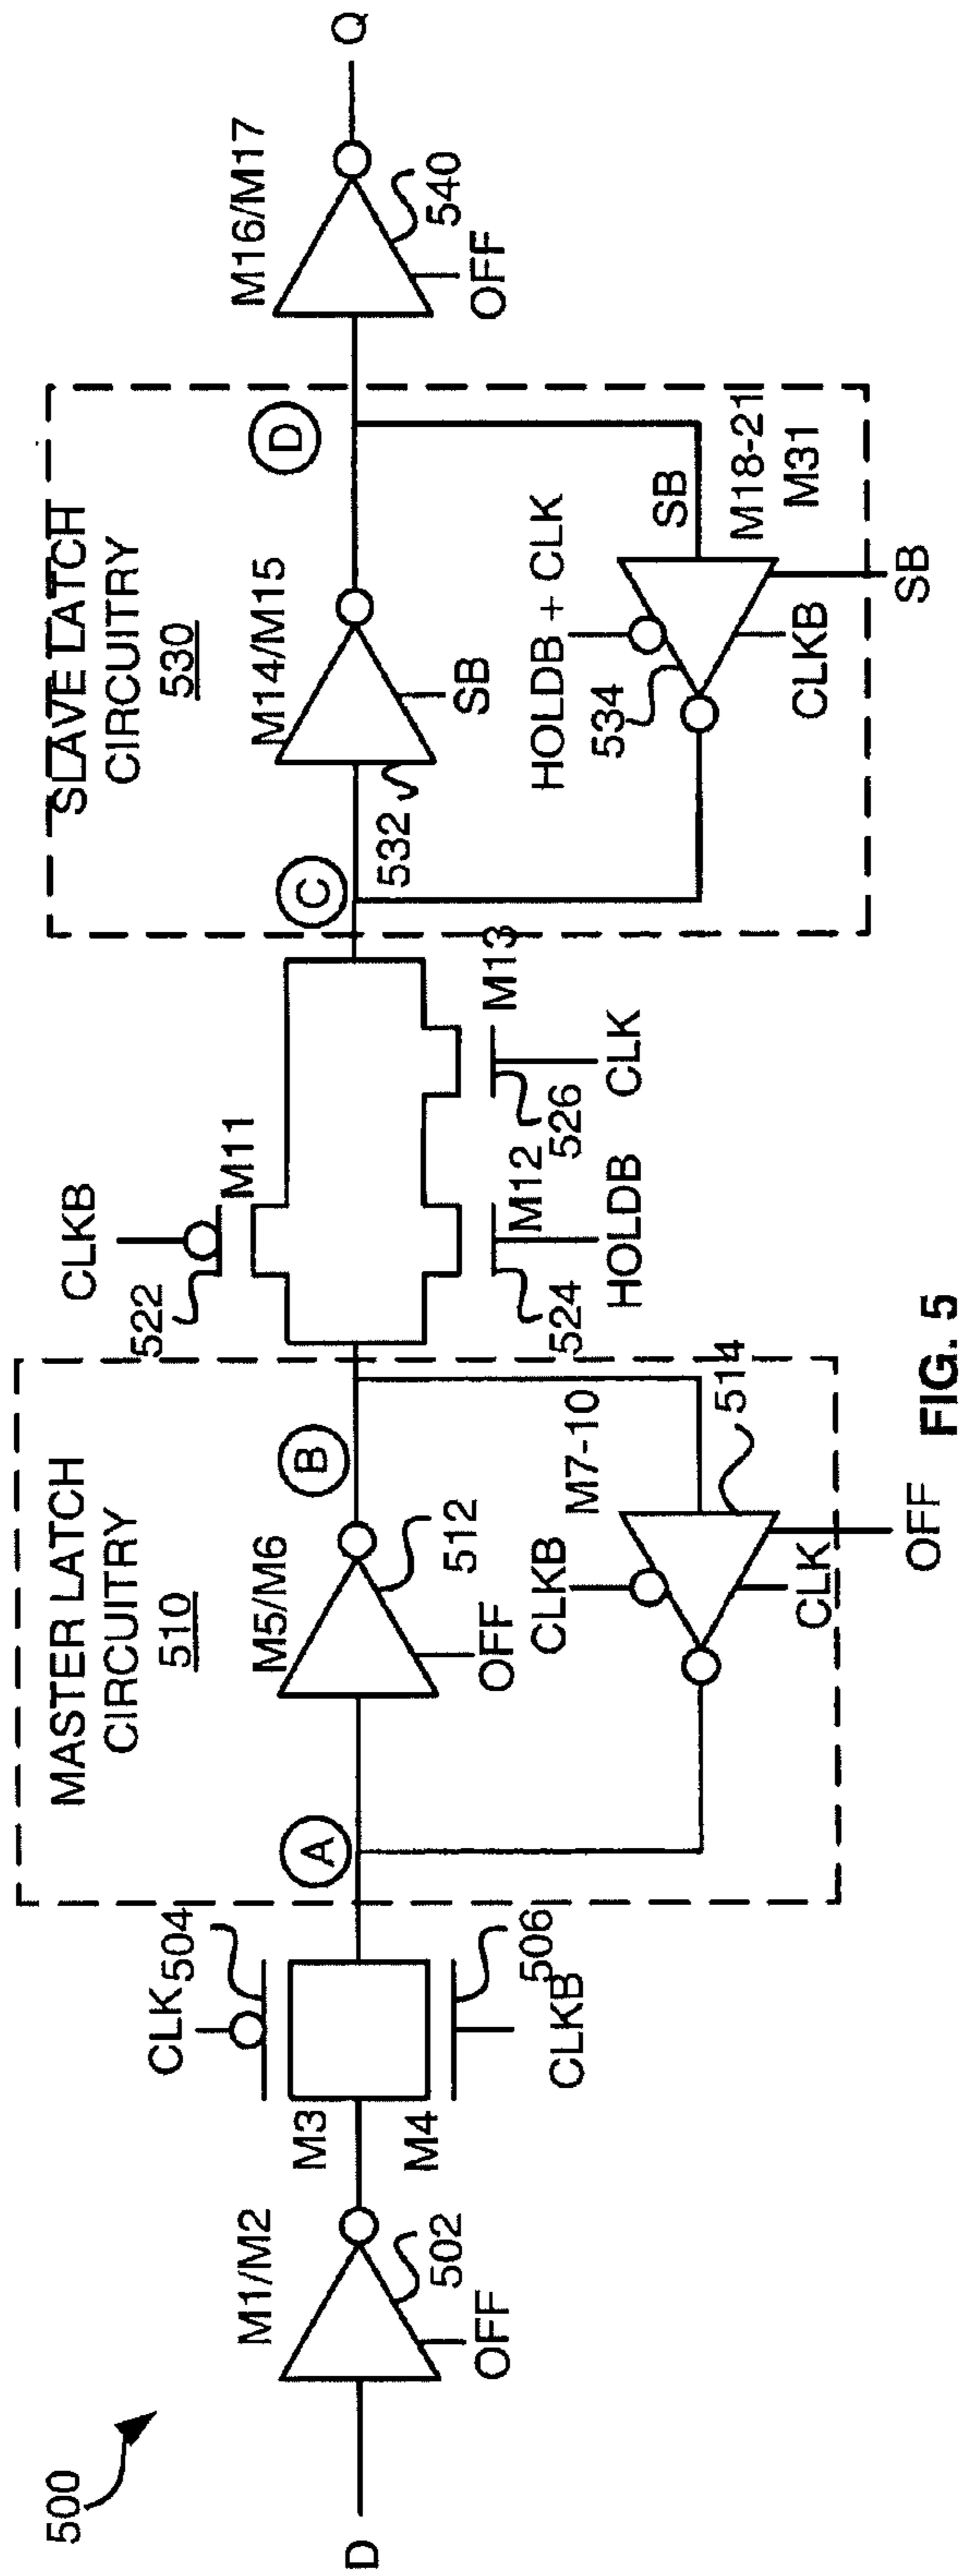 500
D
M1/M2
502
OFF
CLK
504
M3
M4
506
CLKB
MASTER LATCH
CIRCUITRY
510
A
M5/M6
512
OFF
B
M7-10
CLKB
514
CLK
OFF
CLKB
522
M11
M12
524
HOLDB
M13
526
CLK
SLAVE LATCH
CIRCUITRY
530
C
M14/M15
532
SB
D
HOLDB + CLK
534
SB
M18-21
M31
CLKB
SB
M16/M17
540
OFF
Q
FIG. 5